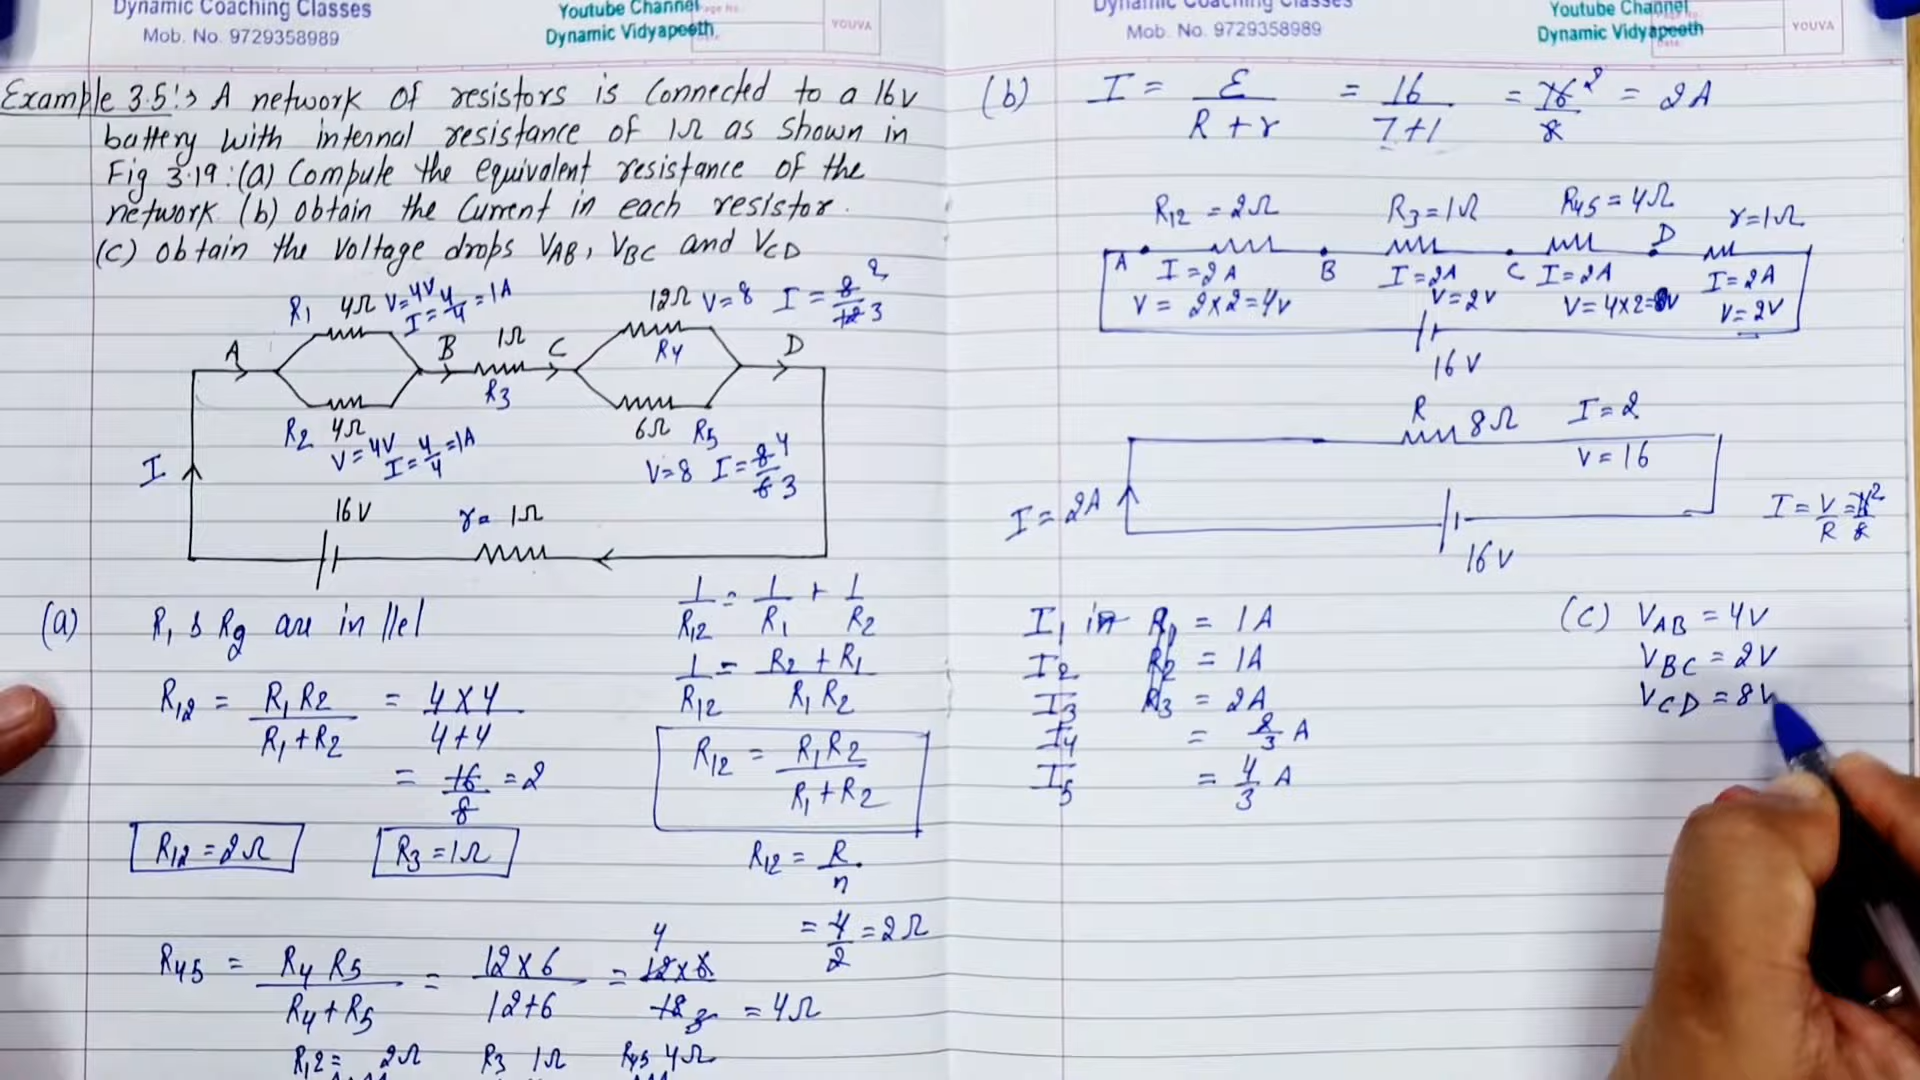 Dynamic Coaching Classes
Mob. No. 9729358989
Youtube Channel
Dynamic Vidyapeeth
Page No.
Date:
YOUVA
Example 3.5:→ A network of resistors is Connected to a 16v
battery with internal resistance of 1Ω as shown in
Fig 3.19:(a) Compute the equivalent resistance of the
network (b) obtain the Current in each resistor.
(c) obtain the Voltage drops VAB, VBC and VCD
R1 4Ω V=4V I=4/4=1A
12Ω V=8 I=8/12 2/3
A B 1Ω C R4 D
R3
R2 4Ω
V=4V I=4/4=1A
6Ω R5
V=8 I=8/6 4/3
I
16V r= 1Ω
(a) R1 & R2 are in llel
1/R12 = 1/R1 + 1/R2
1/R12 = R2+R1/R1R2
R12 = R1R2/R1+R2 = 4×4/4+4
= 16/8 = 2
R12 = R1R2/R1+R2
R12 = 2Ω R3 = 1Ω
R12 = R/n
= 4/2 = 2Ω
R45 = R4 R5/R4+R5 = 12×6/12+6 = 12×6/18 = 4Ω
R12 = 2Ω R3 1Ω R45 4Ω
Dynamic Coaching Classes
Mob. No. 9729358989
Youtube Channel
Dynamic Vidyapeeth
Date:
YOUVA
(b) I = ε/R+r = 16/7+1 = 16/8 = 2A
R12 = 2Ω R3=1Ω R45=4Ω r=1Ω
A I=2A B I=2A C I=2A D I=2A
V = 2×2=4v V=2v V=4×2=8v V=2V
16V
R 8Ω I=2
V=16
I=2A
16V
I=V/R=16/8
I1 in R1 = 1A
I2 R2 = 1A
I3 R3 = 2A
I4 = 2/3 A
I5 = 4/3 A
(C) VAB = 4V
VBC = 2V
VCD = 8V